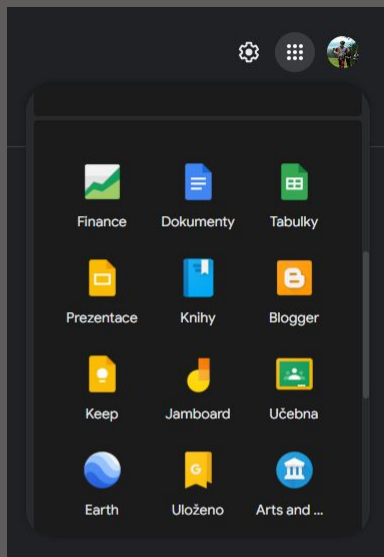 Finance Dokumenty Tabulky
Prezentace Knihy Blogger
Keep Jamboard Učebna
Earth Uloženo Arts and ...